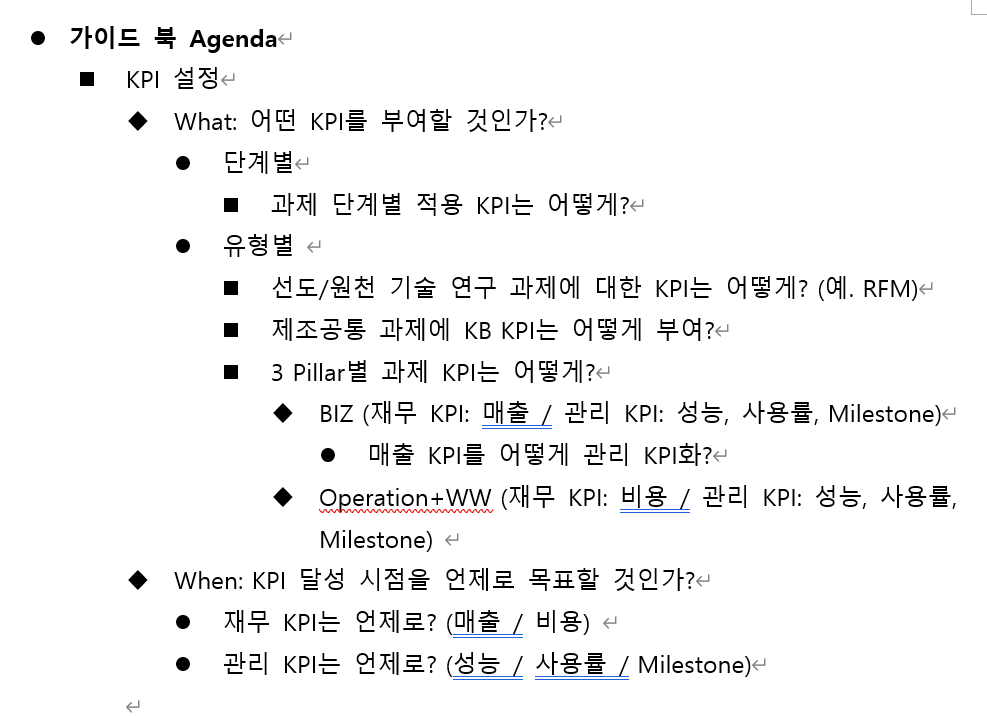 가이드 북 Agenda
KPI 설정
What: 어떤 KPI를 부여할 것인가?
단계별
과제 단계별 적용 KPI는 어떻게?
유형별
선도/원천 기술 연구 과제에 대한 KPI는 어떻게? (예. RFM)
제조공통 과제에 KB KPI는 어떻게 부여?
3 Pillar별 과제 KPI는 어떻게?
BIZ (재무 KPI: 매출 / 관리 KPI: 성능, 사용률, Milestone)
매출 KPI를 어떻게 관리 KPI화?
Operation+WW (재무 KPI: 비용 / 관리 KPI: 성능, 사용률,
Milestone)
When: KPI 달성 시점을 언제로 목표할 것인가?
재무 KPI는 언제로? (매출 / 비용)
관리 KPI는 언제로? (성능 / 사용률 / Milestone)